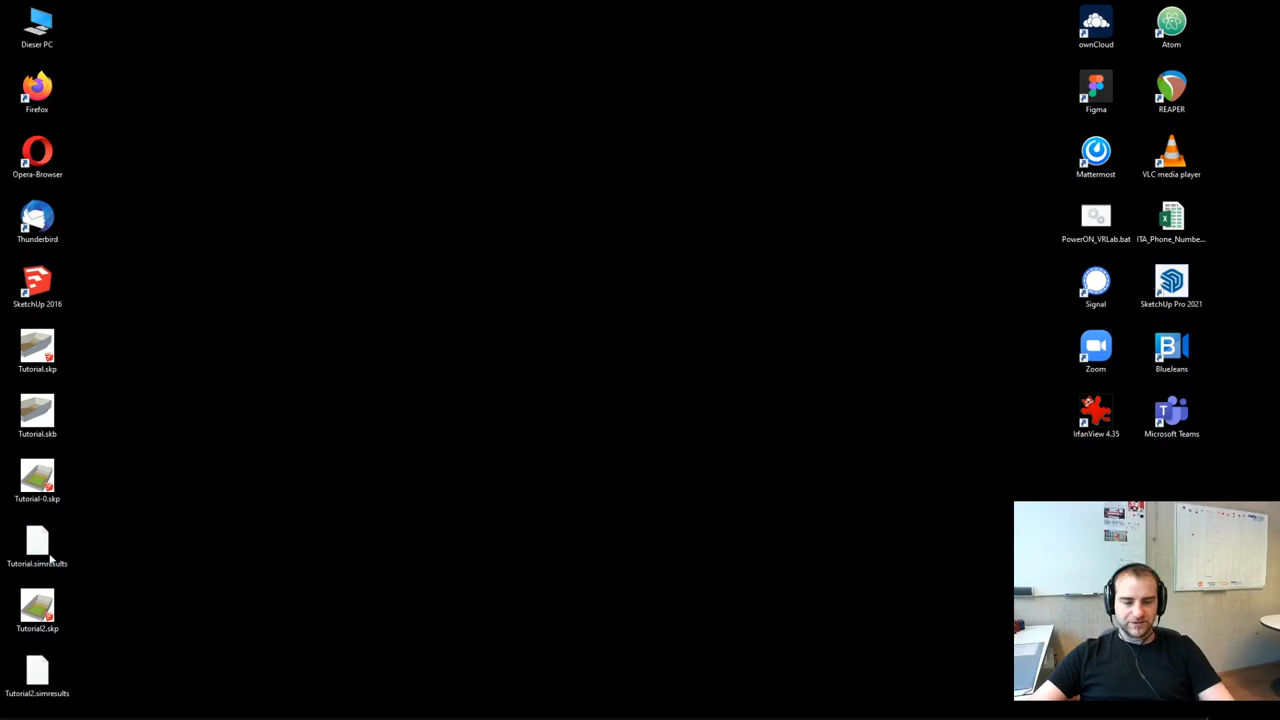 Dieser PC
Firefox
Opera-Browser
Thunderbird
SketchUp 2016
Tutorial.skp
Tutorial.skb
Tutorial-0.skp
Tutorial.simresults
Tutorial2.skp
Tutorial2.simresults
ownCloud
Figma
Mattermost
PowerON_VRLab.bat
Signal
Zoom
IrfanView 4.35
Atom
REAPER
VLC media player
ITA_Phone_Numbe...
SketchUp Pro 2021
BlueJeans
Microsoft Teams